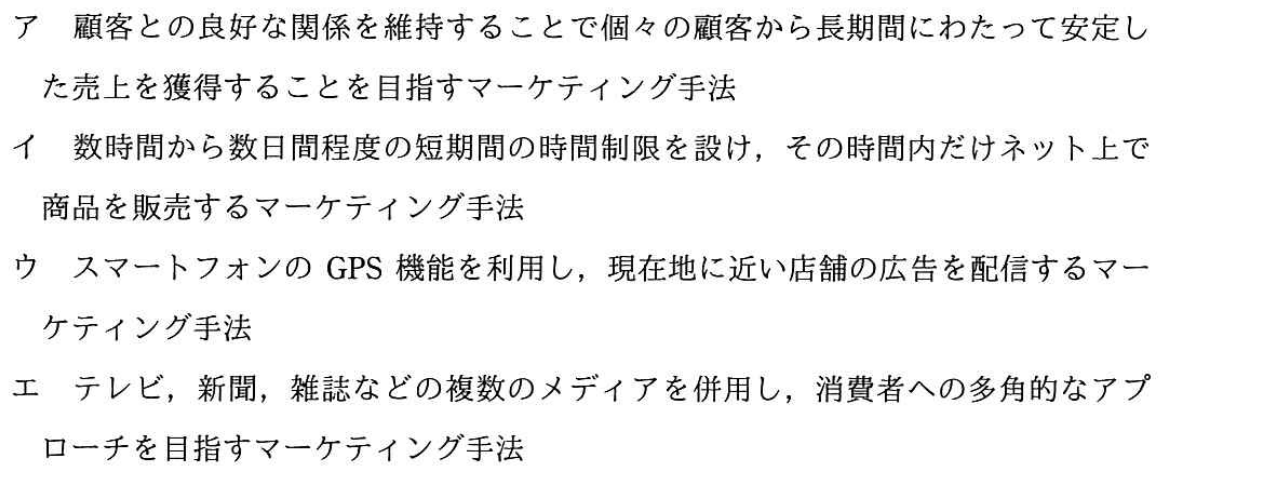 ア　顧客との良好な関係を維持することで個々の顧客から長期間にわたって安定し
た売上を獲得することを目指すマーケティング手法
イ　数時間から数日間程度の短期間の時間制限を設け，その時間内だけネット上で
商品を販売するマーケティング手法
ウ　スマートフォンの GPS 機能を利用し，現在地に近い店舗の広告を配信するマー
ケティング手法
エ　テレビ，新聞，雑誌などの複数のメディアを併用し，消費者への多角的なアプ
ローチを目指すマーケティング手法